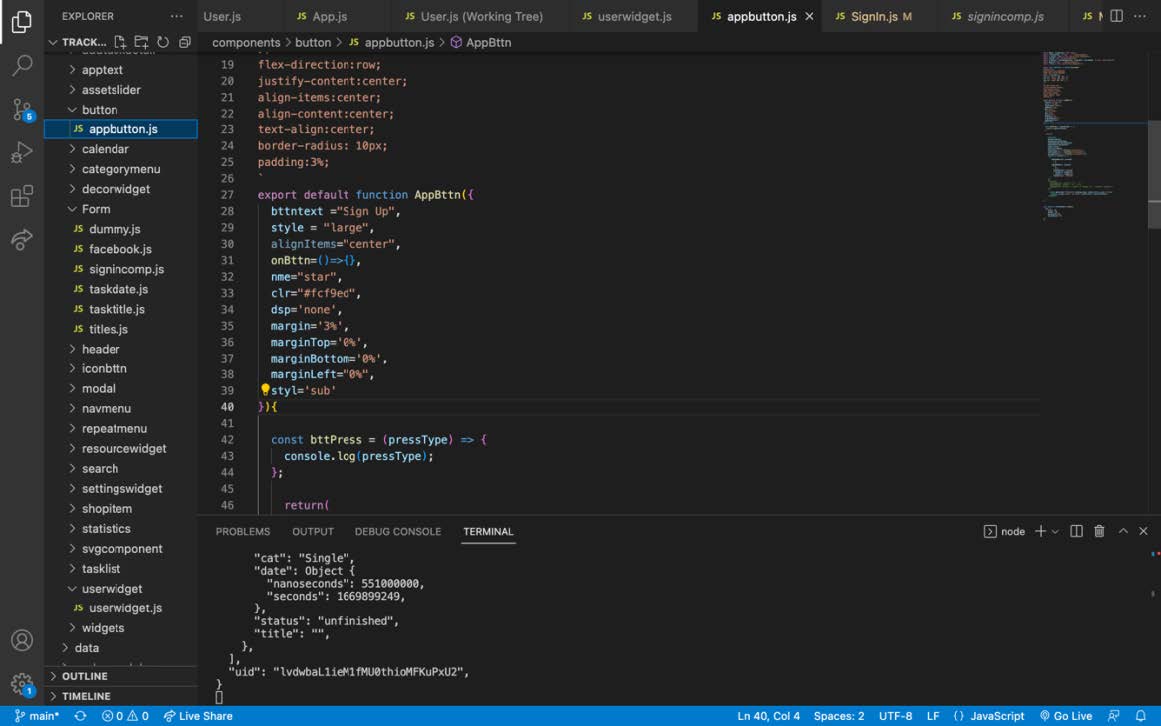 EXPLORER
User.js
JS App.js
JS User.js (Working Tree)
JS userwidget.js
JS appbutton.js
JS SignIn.js M
JS signincomp.js
JS
TRACK...
components > button > JS appbutton.js > AppBttn
apptext
assetslider
button
JS appbutton.js
calendar
categorymenu
decorwidget
Form
JS dummy.js
JS facebook.js
JS signincomp.js
JS taskdate.js
JS tasktitle.js
JS titles.js
header
iconbttn
modal
navmenu
repeatmenu
resourcewidget
search
settingswidget
shopitem
statistics
svgcomponent
tasklist
userwidget
JS userwidget.js
widgets
data
OUTLINE
TIMELINE
5
1
19 flex-direction:row;
20 justify-content:center;
21 align-items:center;
22 align-content:center;
23 text-align:center;
24 border-radius: 10px;
25 padding:3%;
26 `
27 export default function AppBttn({
28 bttntext ="Sign Up",
29 style = "large",
30 alignItems="center",
31 onBttn=()=>{},
32 nme="star",
33 clr="#fcf9ed",
34 dsp='none',
35 margin='3%',
36 marginTop='0%',
37 marginBottom='0%',
38 marginLeft="0%",
39 styl='sub'
40 }){
41
42 const bttPress = (pressType) => {
43 console.log(pressType);
44 };
45
46 return(
PROBLEMS OUTPUT DEBUG CONSOLE TERMINAL
node
"cat": "Single",
"date": Object {
"nanoseconds": 551000000,
"seconds": 1669899249,
},
"status": "unfinished",
"title": "",
},
],
"uid": "lvdwbaL1ieM1fMU0thioMFKuPxU2",
}
main* 0 0 Live Share
Ln 40, Col 4 Spaces: 2 UTF-8 LF {} JavaScript Go Live